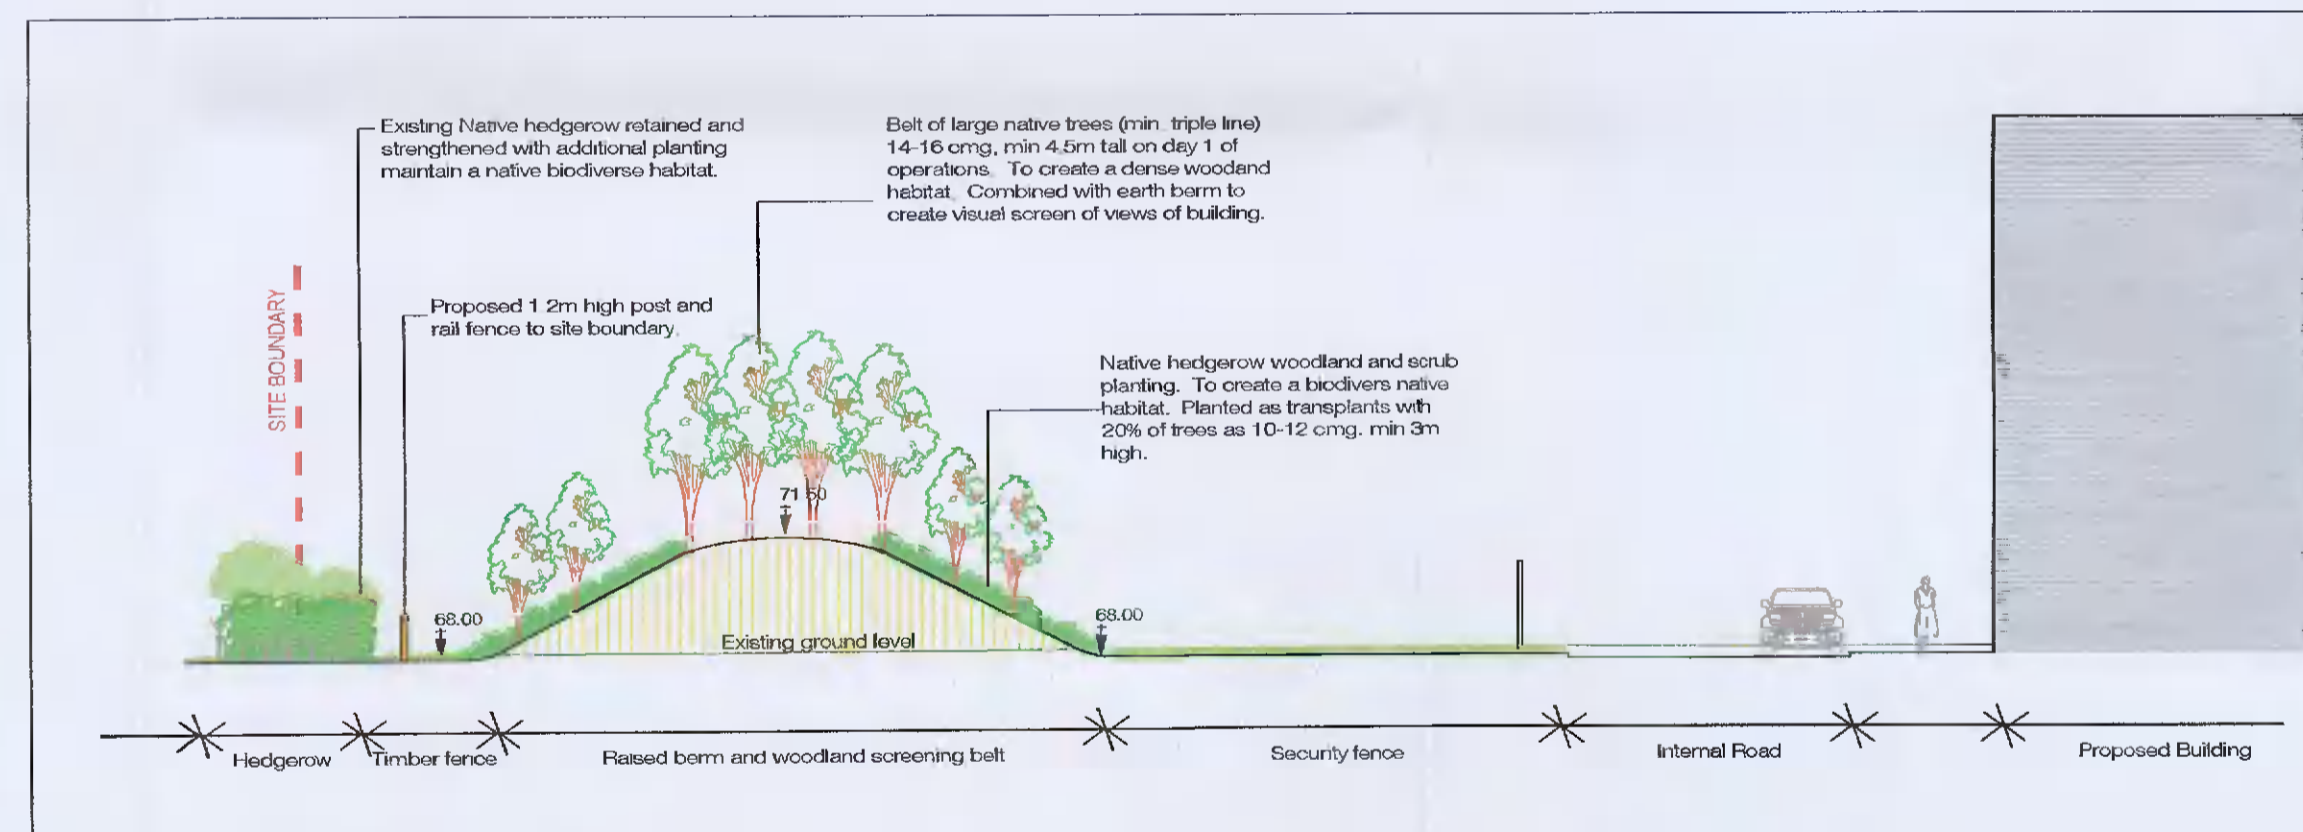 Existing Native hedgerow retained and
strengthened with additional planting
maintain a native biodiverse habitat.
Belt of large native trees (min. triple line)
14-16 cmg, min 4.5m tall on day 1 of
operations. To create a dense woodand
habitat. Combined with earth berm to
create visual screen of views of building.
SITE BOUNDARY
Proposed 1 2m high post and
rail fence to site boundary.
Native hedgerow woodland and scrub
planting. To create a biodivers native
habitat. Planted as transplants with
20% of trees as 10-12 cmg. min 3m
high.
71 50
68.00
68.00
Existing ground level
Hedgerow
Timber fence
Raised berm and woodland screening belt
Security fence
Internal Road
Proposed Building